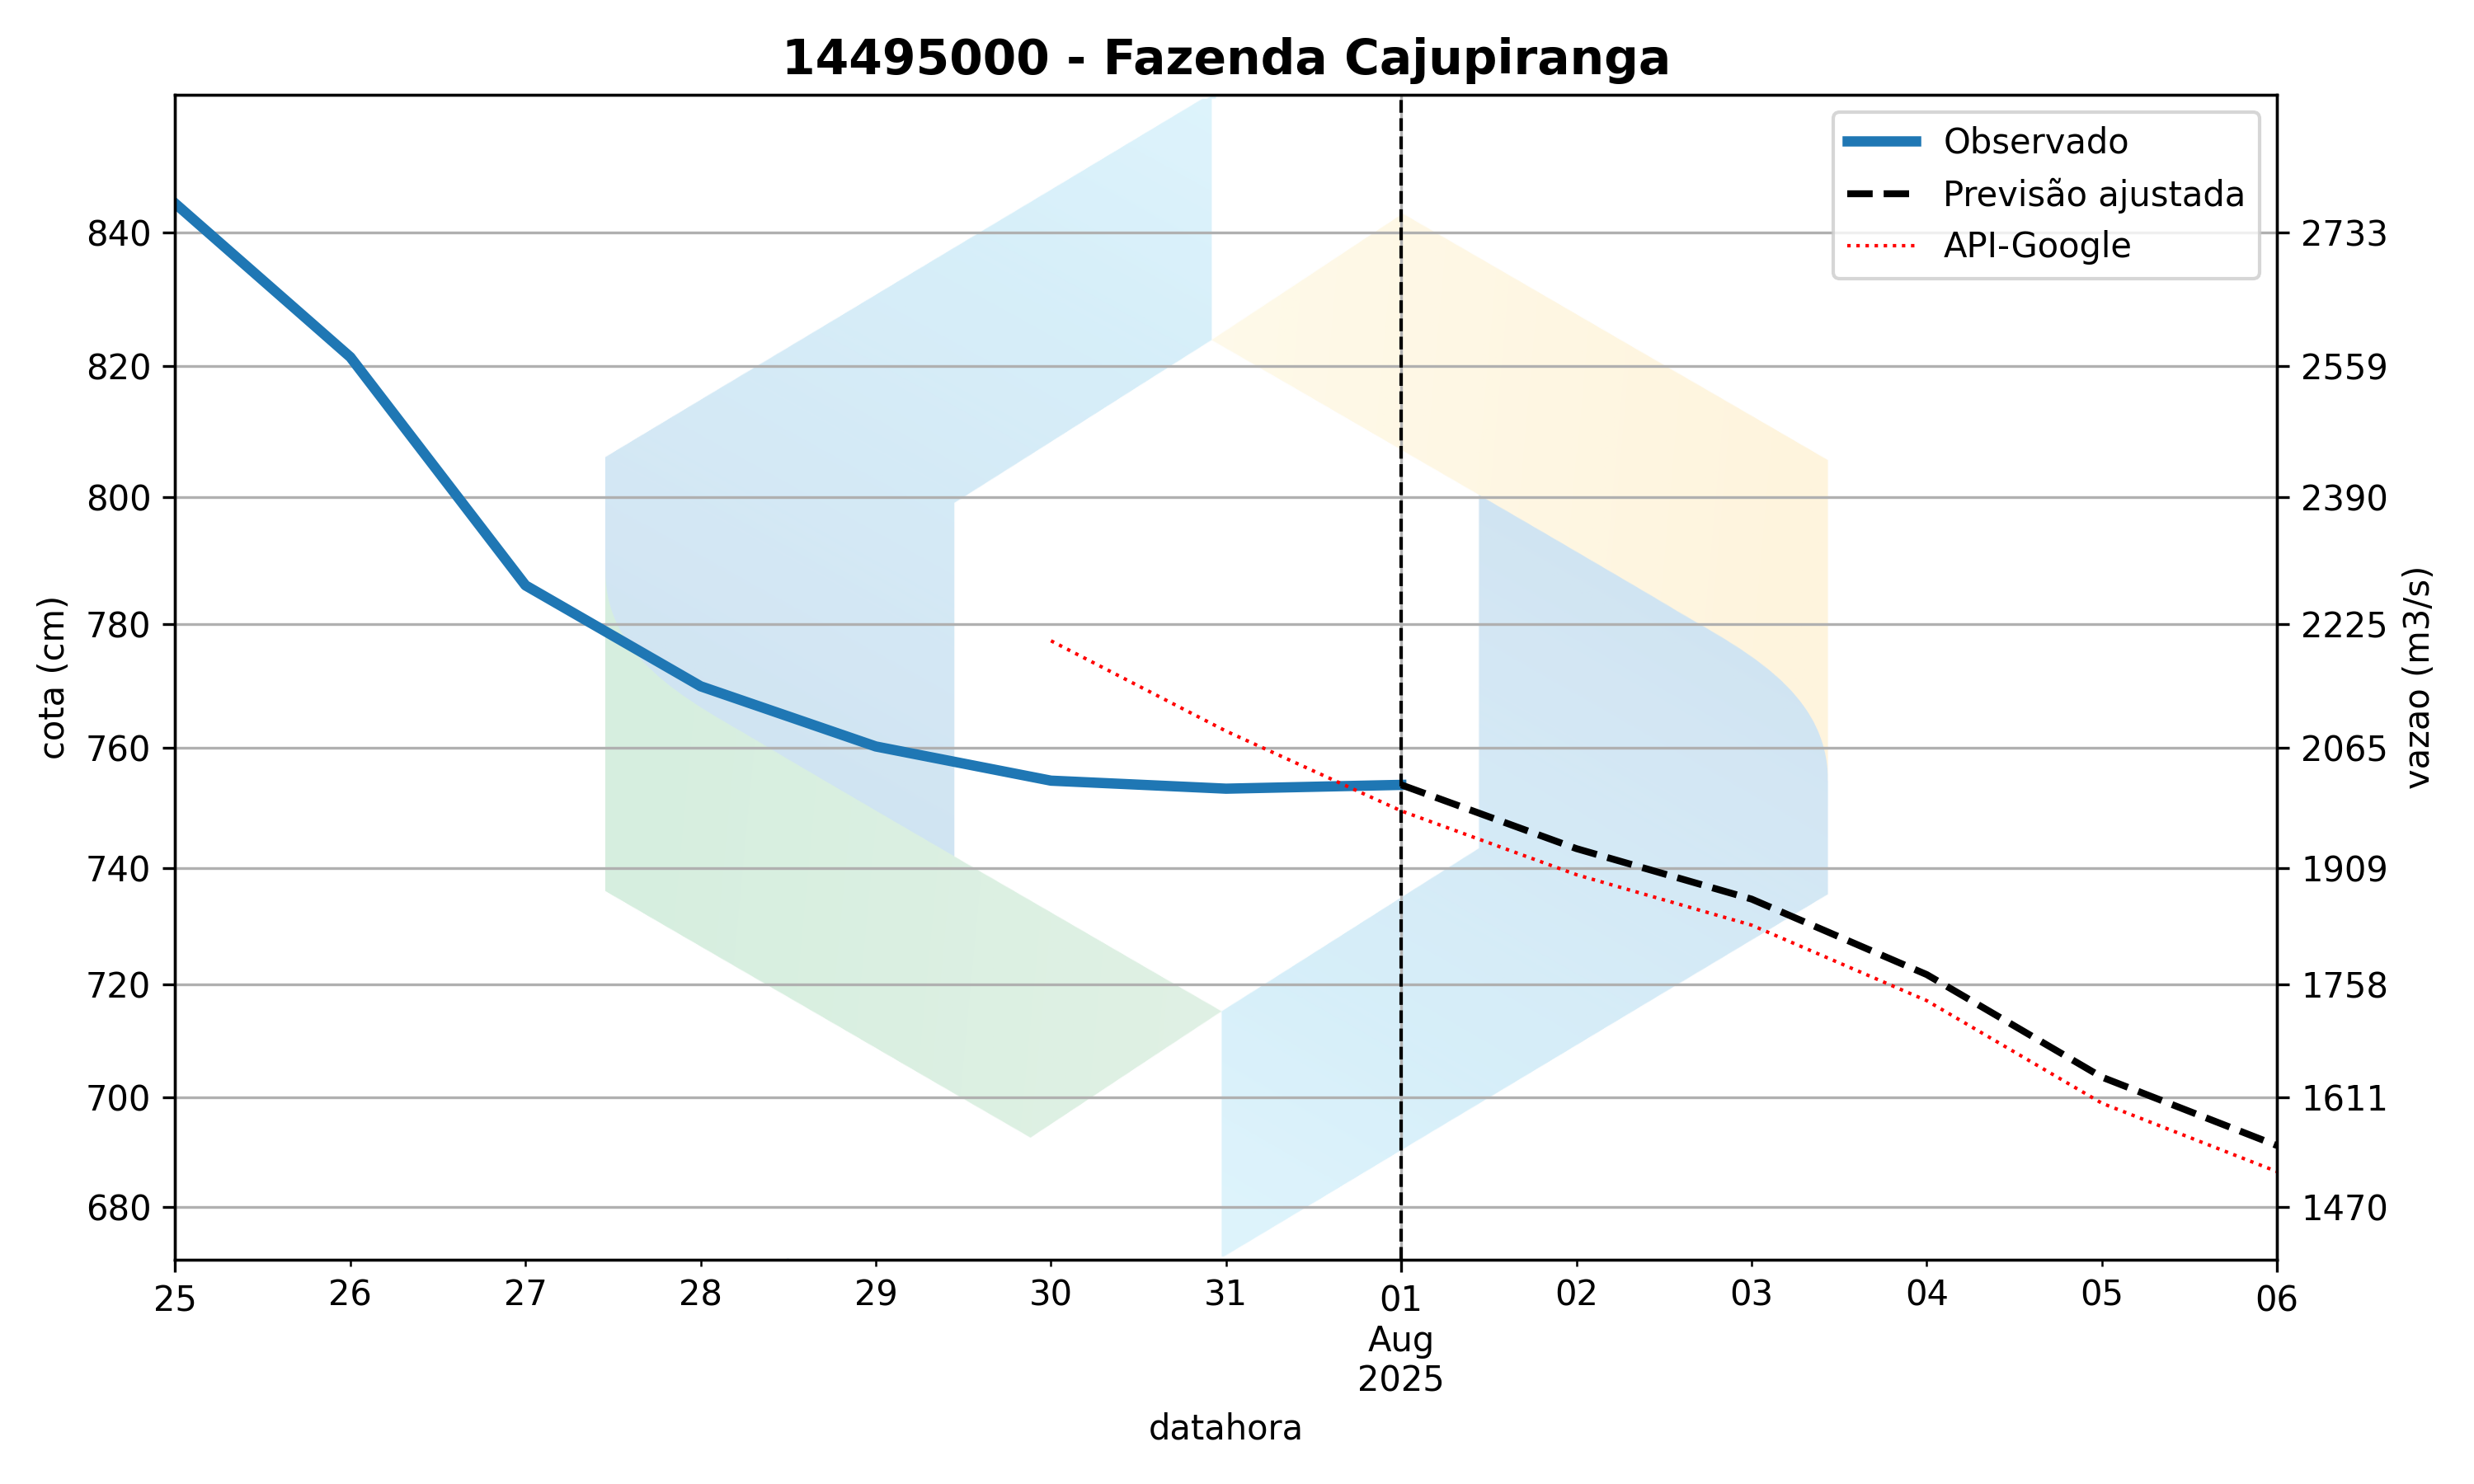 14495000 - Fazenda Cajupiranga
Observado
Previsão ajustada
API-Google
cota (cm)
840
820
800
780
760
740
720
700
680
2733
2559
2390
2225
2065
1909
1758
1611
1470
vazao (m3/s)
25 26 27 28 29 30 31 01 02 03 04 05 06
Aug
2025
datahora